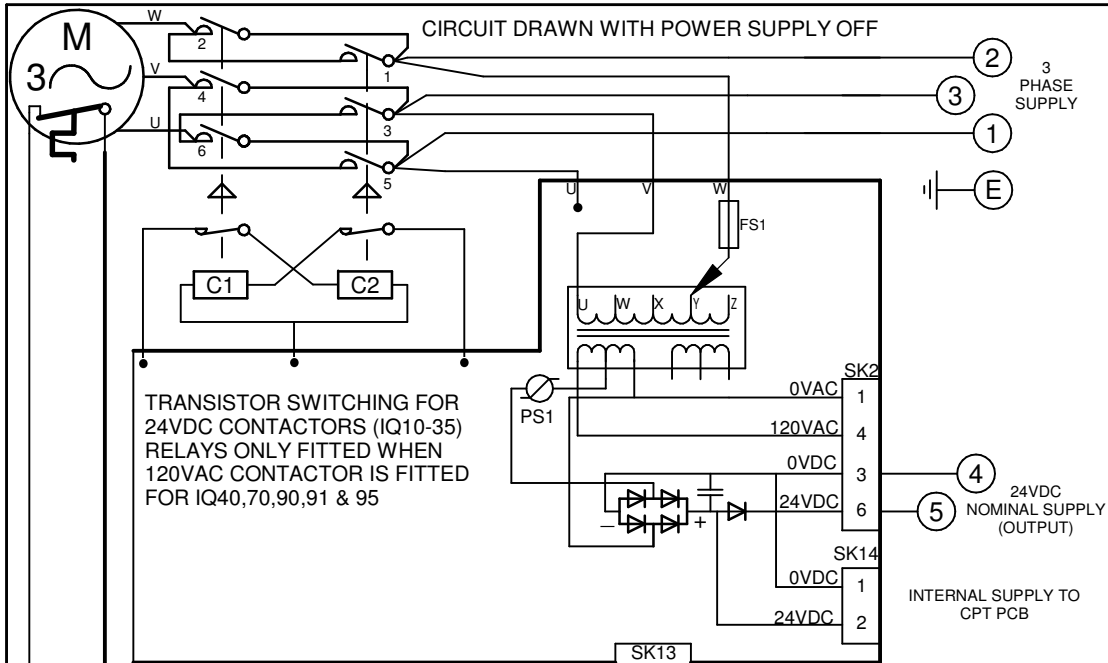 CIRCUIT DRAWN WITH POWER SUPPLY OFF
M
3
W
V
U
2
4
6
1
3
5
2
3
1
3
PHASE
SUPPLY
E
U
V
W
FS1
C1
C2
U
W
X
Y
Z
TRANSISTOR SWITCHING FOR
24VDC CONTACTORS (IQ10-35)
RELAYS ONLY FITTED WHEN
120VAC CONTACTOR IS FITTED
FOR IQ40,70,90,91 & 95
PS1
SK2
0VAC
1
120VAC
4
0VDC
3
24VDC
6
–
+
4
5
24VDC
NOMINAL SUPPLY
(OUTPUT)
SK14
0VDC
1
24VDC
2
INTERNAL SUPPLY TO
CPT PCB
SK13